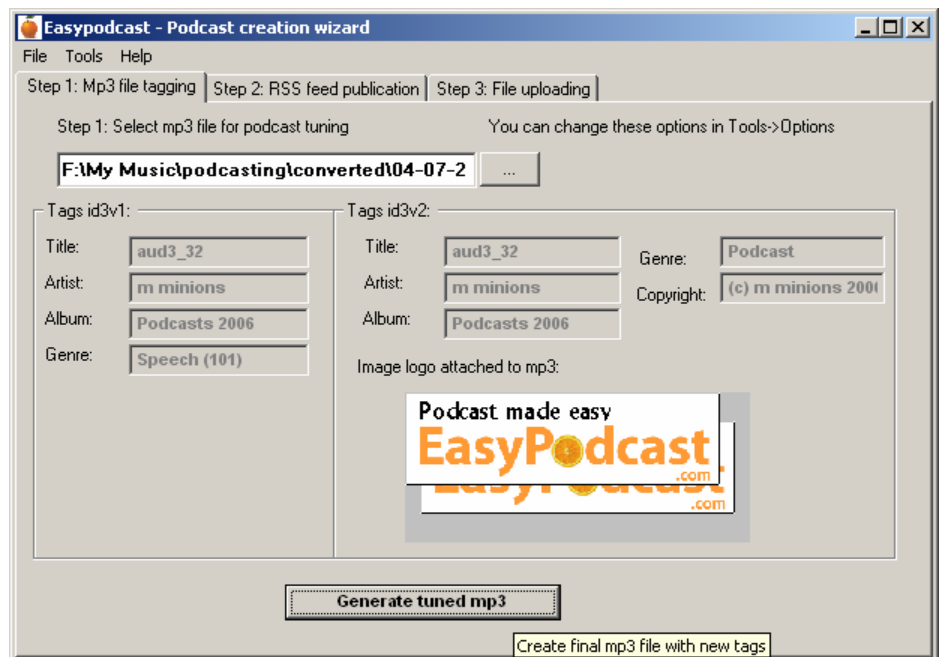 Easypodcast - Podcast creation wizard
File Tools Help
Step 1: Mp3 file tagging Step 2: RSS feed publication Step 3: File uploading
Step 1: Select mp3 file for podcast tuning You can change these options in Tools->Options
F:\My Music\podcasting\converted\04-07-2 ...
Tags id3v1: Tags id3v2:
Title: aud3_32 Title: aud3_32 Genre: Podcast
Artist: m minions Artist: m minions Copyright: (c) m minions 200
Album: Podcasts 2006 Album: Podcasts 2006
Genre: Speech (101)
Image logo attached to mp3:
Podcast made easy
EasyPodcast
.com
EasyPodcast
.com
Generate tuned mp3
Create final mp3 file with new tags